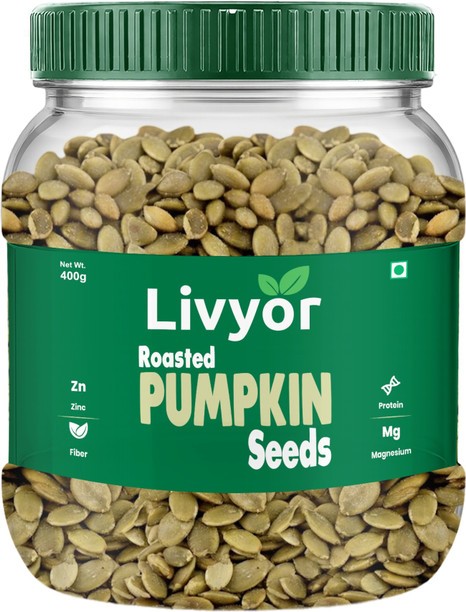 Net Wt.
400g
Livyor
Roasted
PUMPKIN
Seeds
Zn
Zinc
Fiber
Protein
Mg
Magnesium